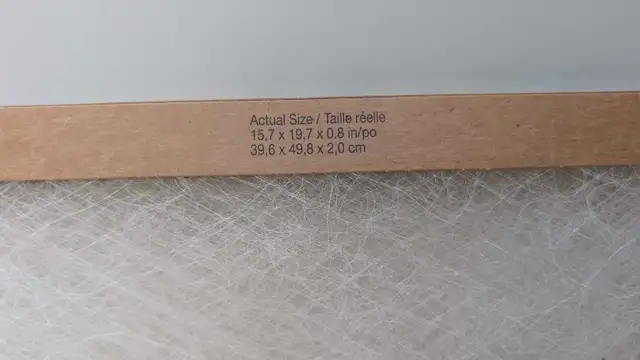 Actual Size / Taille réelle
15,7 x 19,7 x 0.8 in/po
39,6 x 49,8 x 2,0 cm